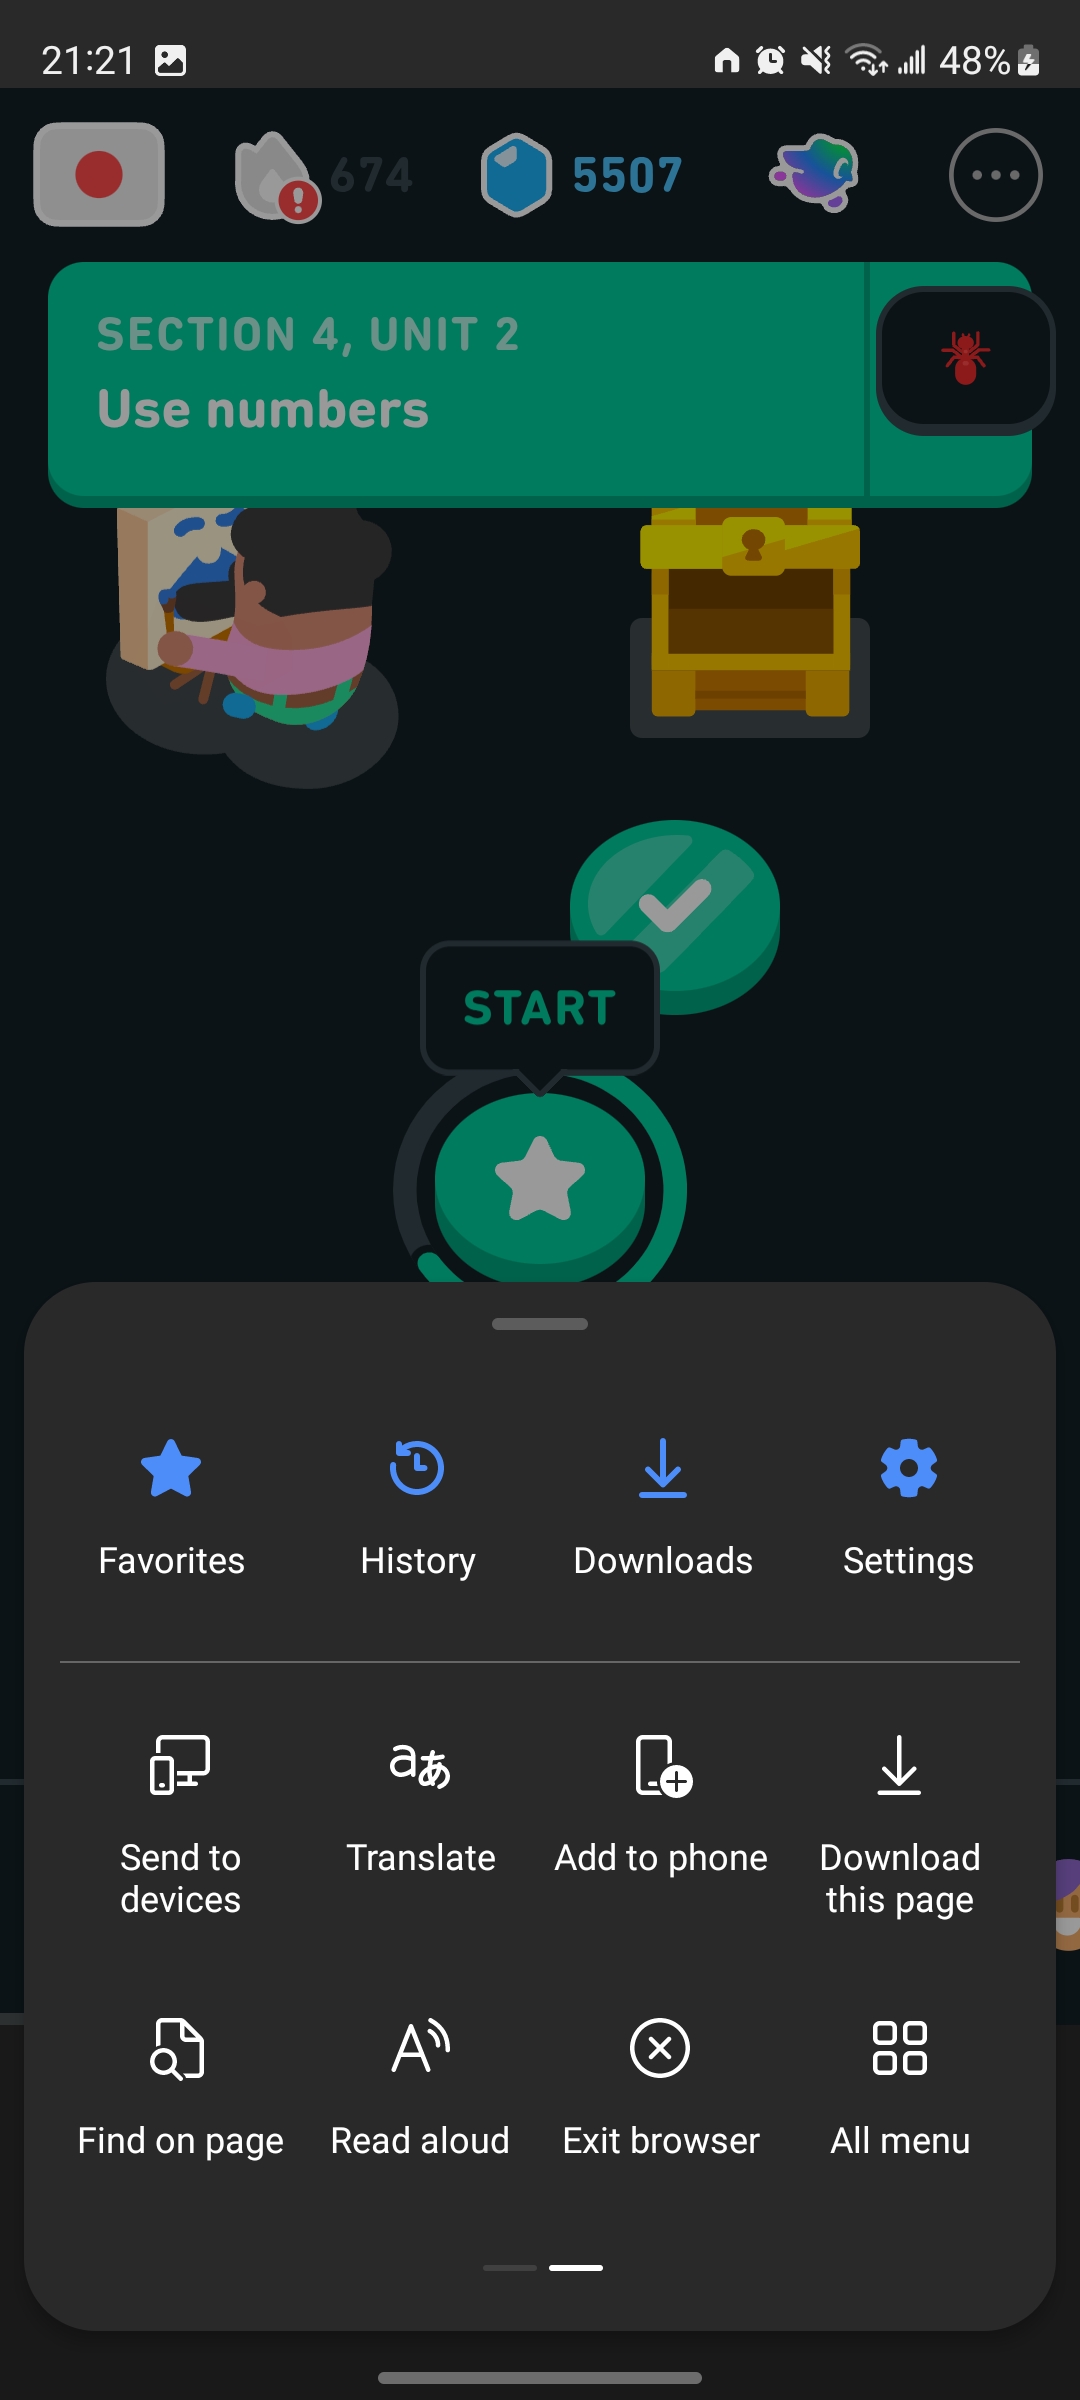 21:21
48%
674
5507
SECTION 4, UNIT 2
Use numbers
START
Favorites
History
Downloads
Settings
Send to
devices
Translate
Add to phone
Download
this page
Find on page
Read aloud
Exit browser
All menu